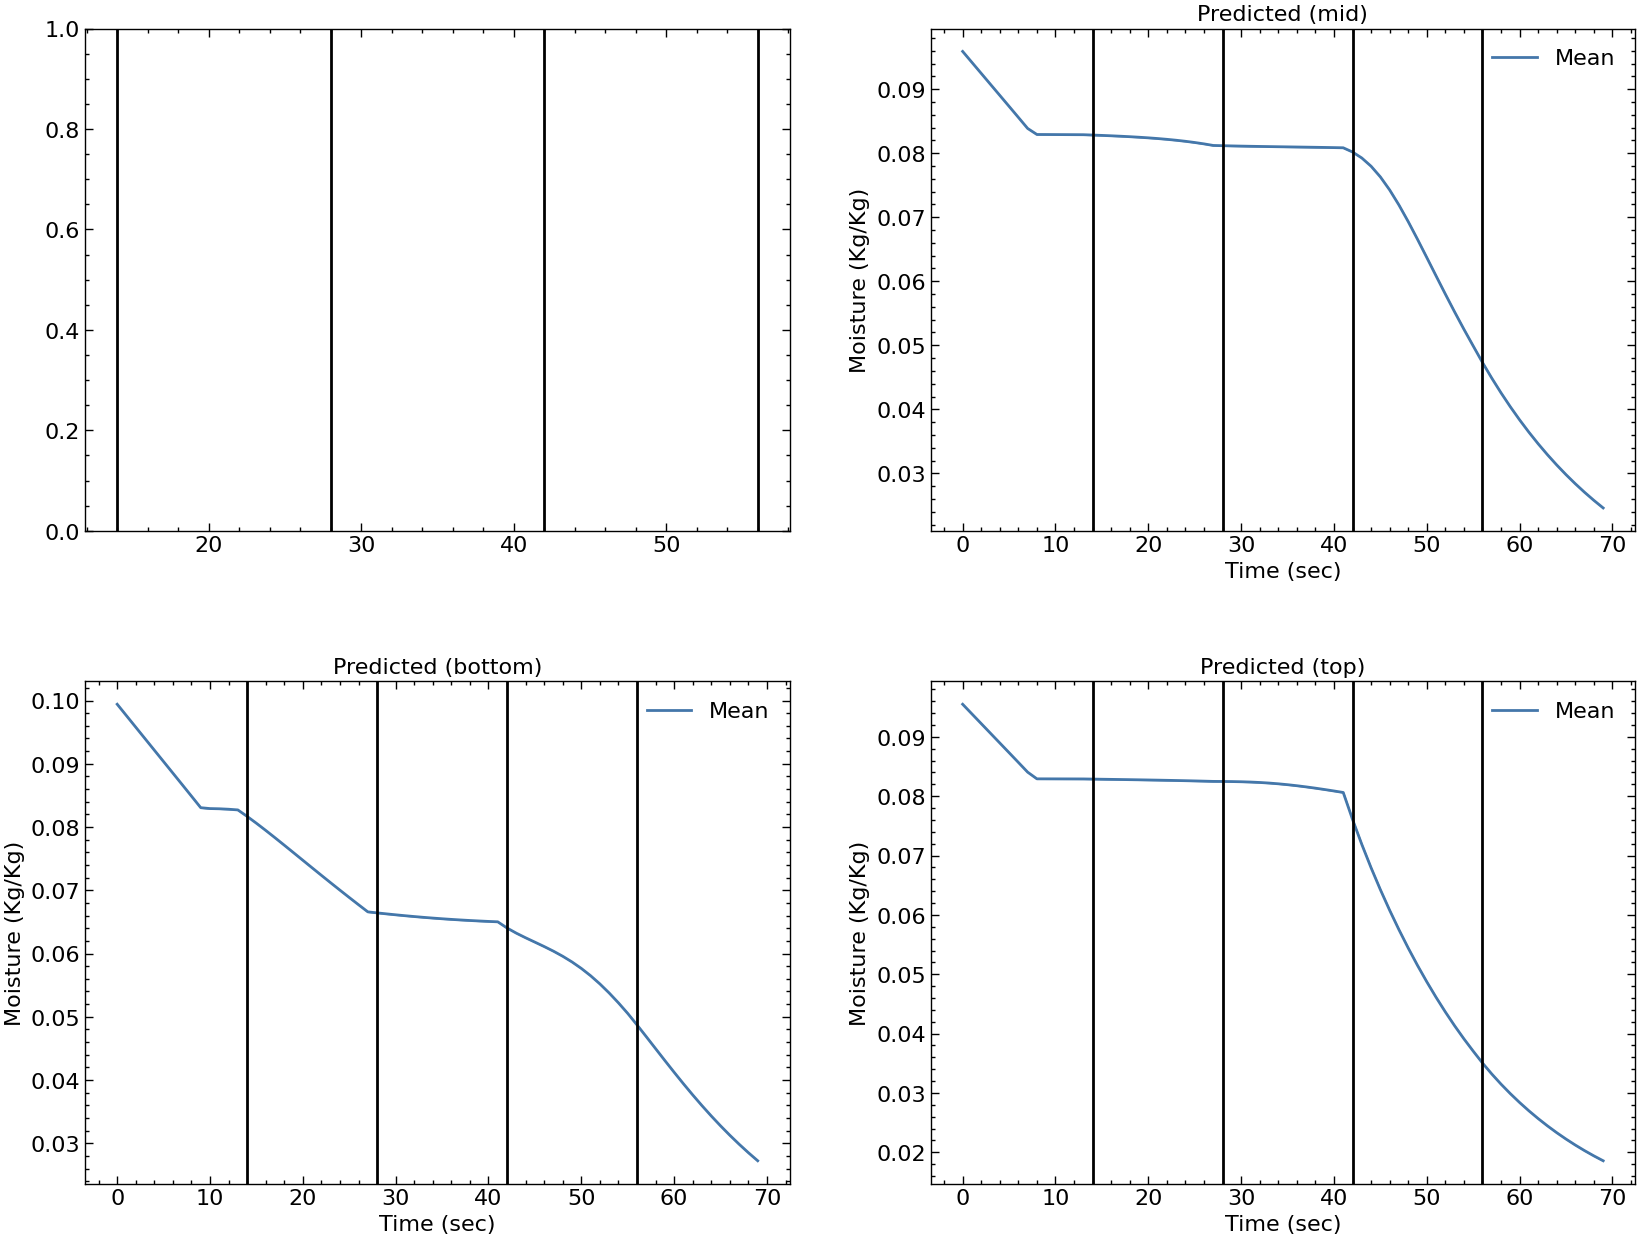 1.0
0.8
0.6
0.4
0.2
0.0
20 30 40 50
Predicted (mid)
Mean
Moisture (Kg/Kg)
0.09
0.08
0.07
0.06
0.05
0.04
0.03
0 10 20 30 40 50 60 70
Time (sec)
Predicted (bottom)
Mean
Moisture (Kg/Kg)
0.10
0.09
0.08
0.07
0.06
0.05
0.04
0.03
0 10 20 30 40 50 60 70
Time (sec)
Predicted (top)
Mean
Moisture (Kg/Kg)
0.09
0.08
0.07
0.06
0.05
0.04
0.03
0.02
0 10 20 30 40 50 60 70
Time (sec)